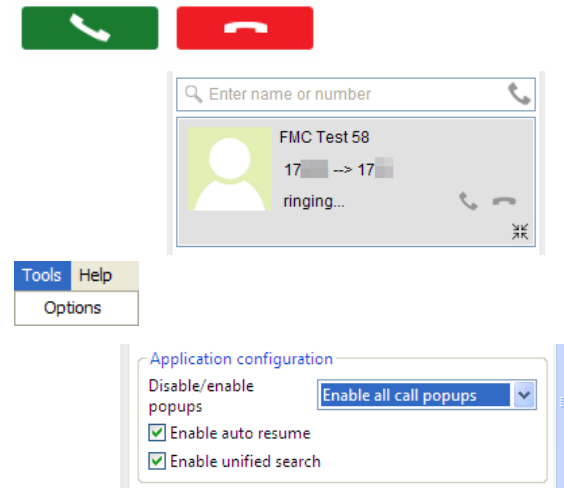 Enter name or number
FMC Test 58
17 --> 17
ringing...
Tools Help
Options
Application configuration
Disable/enable
popups
Enable all call popups
Enable auto resume
Enable unified search